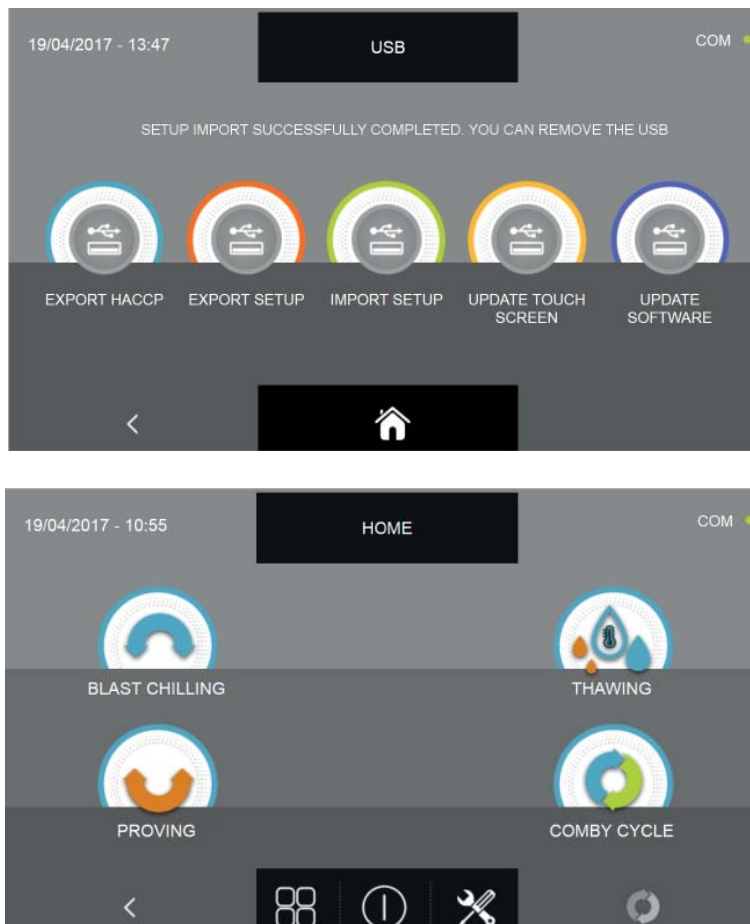 19/04/2017 - 13:47
USB
COM
SETUP IMPORT SUCCESSFULLY COMPLETED. YOU CAN REMOVE THE USB
EXPORT HACCP
EXPORT SETUP
IMPORT SETUP
UPDATE TOUCH
SCREEN
UPDATE
SOFTWARE
19/04/2017 - 10:55
HOME
COM
BLAST CHILLING
THAWING
PROVING
COMBY CYCLE